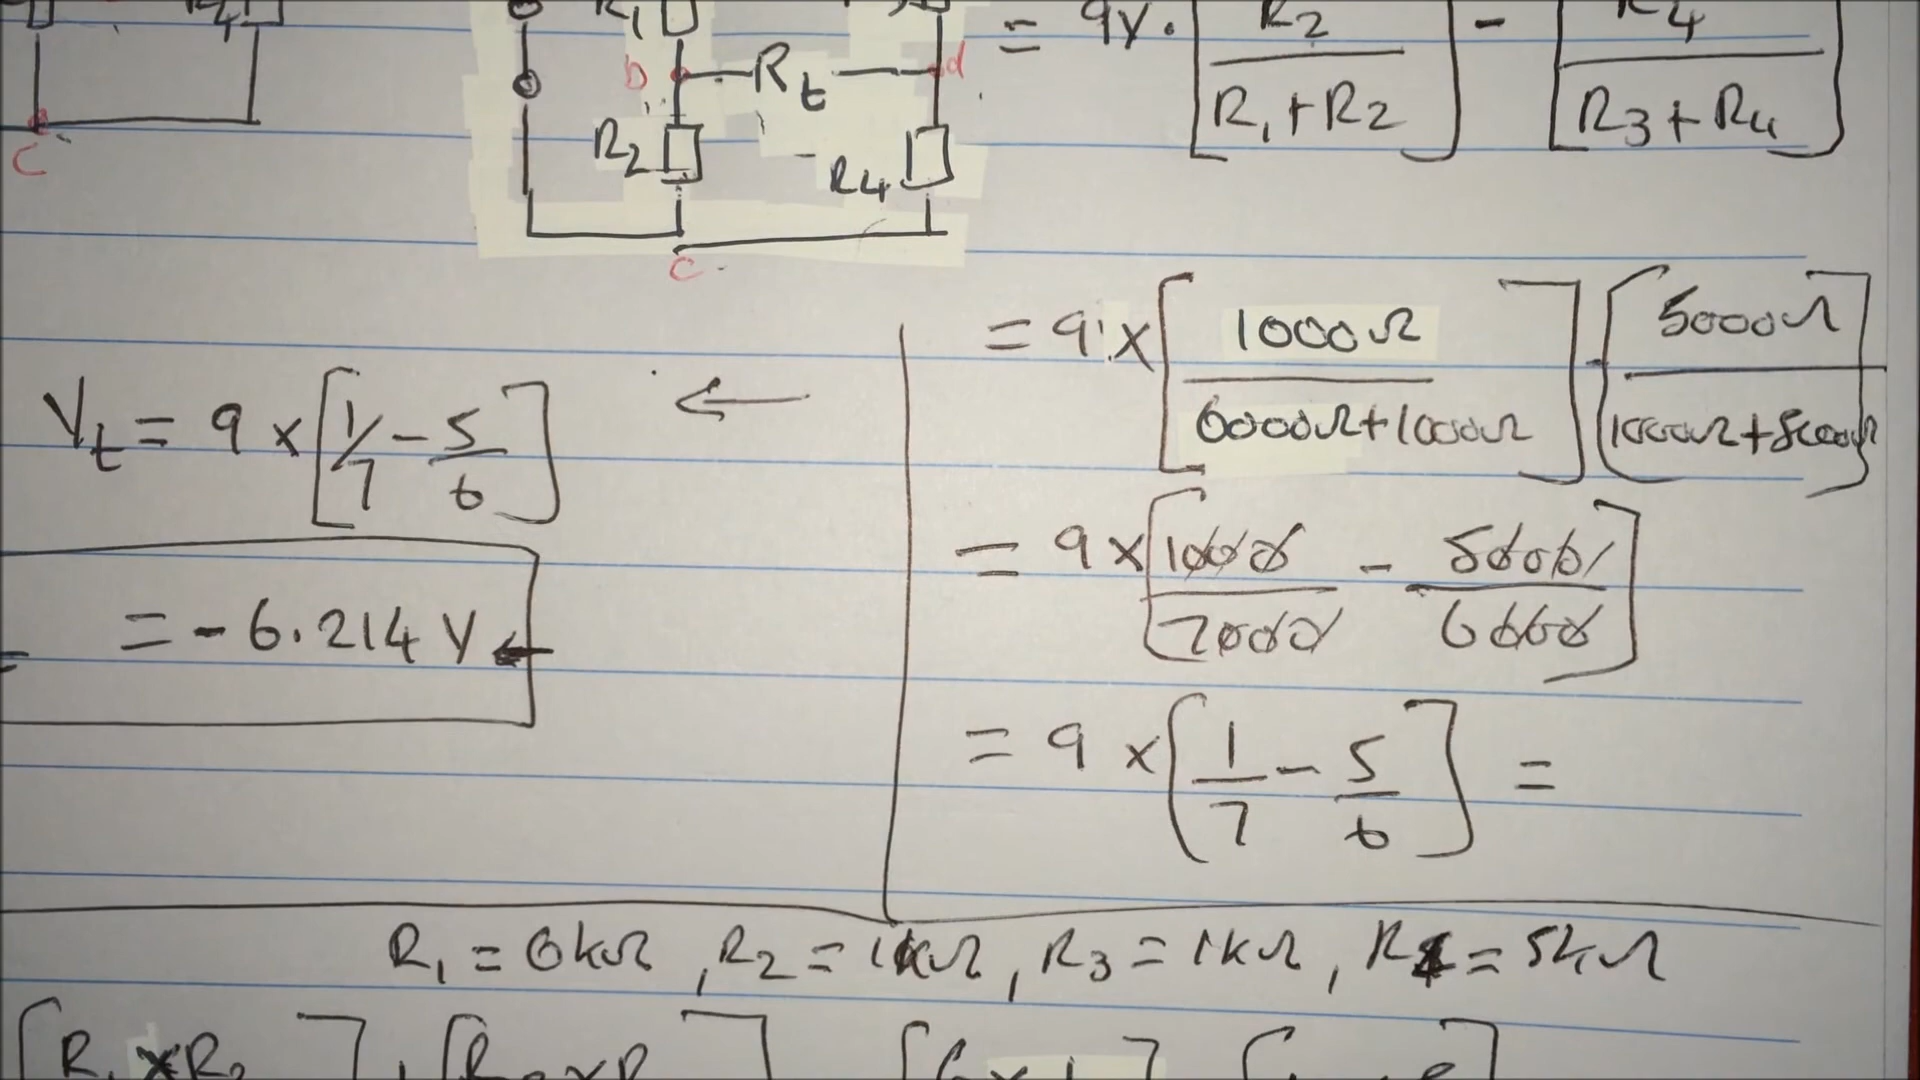 R1
b Rt d
R2 R4
c
c
= 9V . [ R2 / R1 + R2 ] - [ R4 / R3 + R4 ]
= 9 x [ 1000Ω / 6000Ω + 1000Ω ] - [ 5000Ω / 1000Ω + 5000Ω ]
= 9 x [ 1000 / 7000 - 5000 / 6000 ]
= 9 x [ 1 / 7 - 5 / 6 ] =
Vt = 9 x [ 1 / 7 - 5 / 6 ] ←
= - 6.214 V ←
R1 = 6kΩ , R2 = 1kΩ , R3 = 1kΩ , R4 = 5kΩ
[ R1 x R2 ] + [